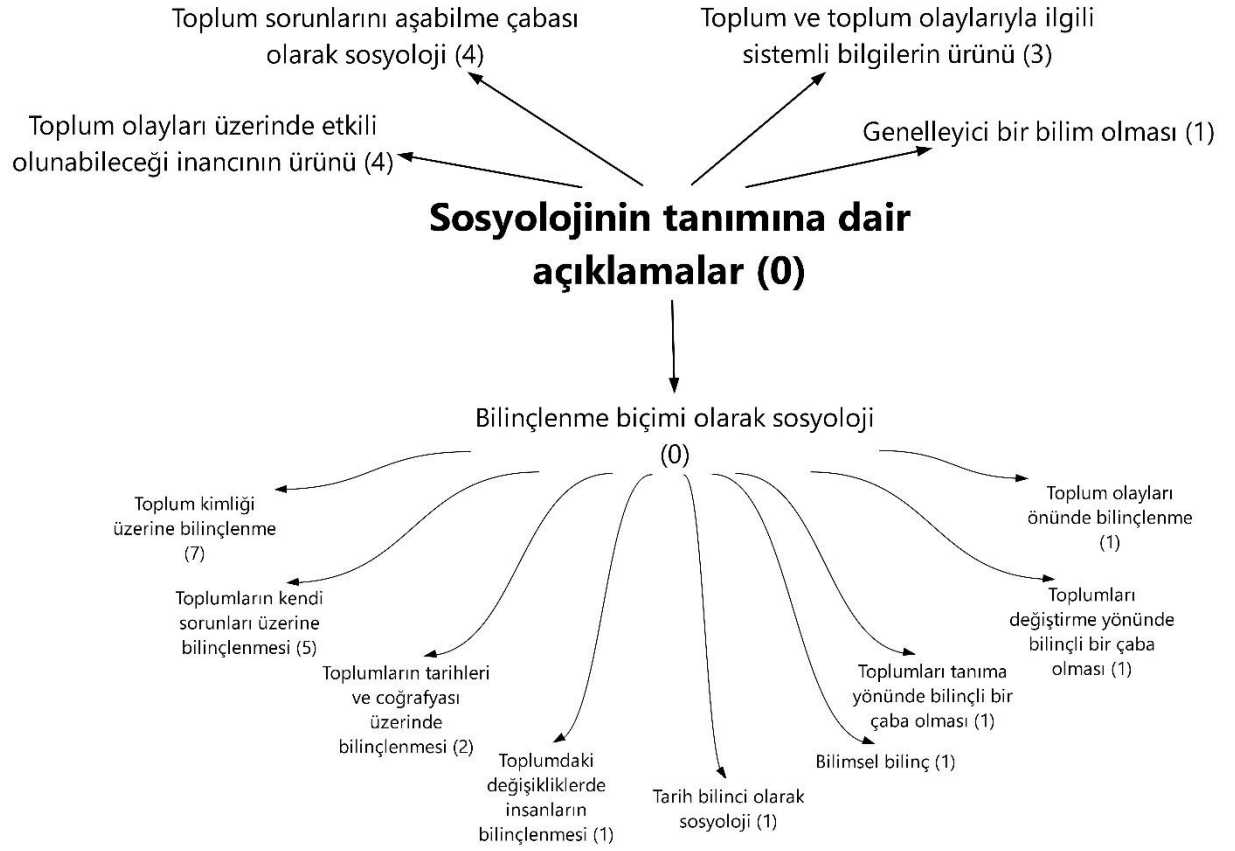 Toplum sorunlarını aşabilme çabası
olarak sosyoloji (4)
Toplum ve toplum olaylarıyla ilgili
sistemli bilgilerin ürünü (3)
Toplum olayları üzerinde etkili
olunabileceği inancının ürünü (4)
Genelleyici bir bilim olması (1)
Sosyolojinin tanımına dair
açıklamalar (0)
Bilinçlenme biçimi olarak sosyoloji
(0)
Toplum kimliği
üzerine bilinçlenme
(7)
Toplumların kendi
sorunları üzerine
bilinçlenmesi (5)
Toplumların tarihleri
ve coğrafyası
üzerinde
bilinçlenmesi (2)
Toplumdaki
değişikliklerde
insanların
bilinçlenmesi (1)
Tarih bilinci olarak
sosyoloji (1)
Bilimsel bilinç (1)
Toplumları tanıma
yönünde bilinçli bir
çaba olması (1)
Toplumları
değiştirme yönünde
bilinçli bir çaba
olması (1)
Toplum olayları
önünde bilinçlenme
(1)